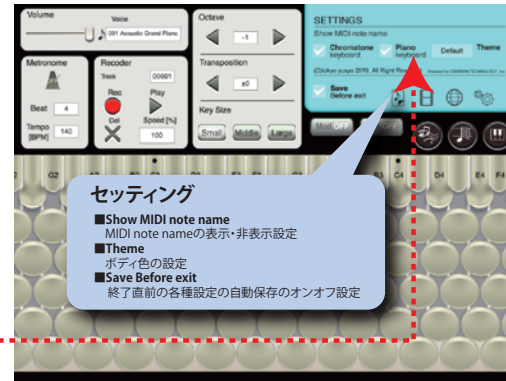 Volume
Voice
001 Acoustic Grand Piano
Metronome
Beat 4
Tempo [BPM] 140
Recoder
Track 00001
Rec Play
Del Speed [%]
100
Octave
-1
Transposition
±0
Key Size
Small Middle Large
SETTINGS
Show MIDI note name
Chromatone keyboard
Piano keyboard
Default Theme
Save Before exit
Mod OFF
G2
B3 C4 D4 E4 F4
セッティング
■Show MIDI note name
MIDI note nameの表示・非表示設定
■Theme
ボディ色の設定
■Save Before exit
終了直前の各種設定の自動保存のオンオフ設定